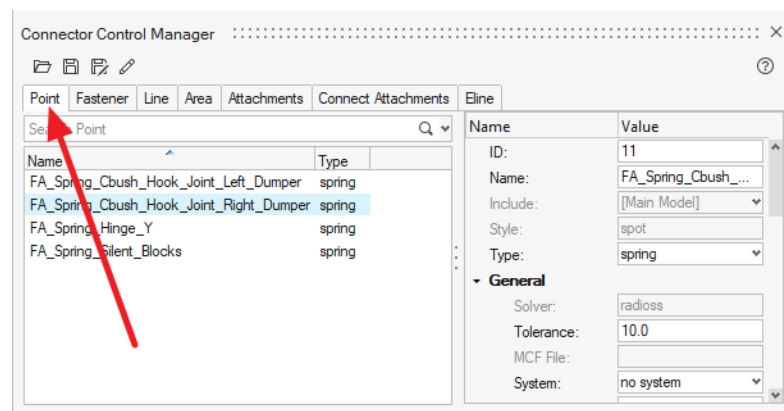 Connector Control Manager
Point Fastener Line Area Attachments Connect Attachments Eline
Point
Name Type
FA_Spring_Cbush_Hook_Joint_Left_Dumper spring
FA_Spring_Cbush_Hook_Joint_Right_Dumper spring
FA_Spring_Hinge_Y spring
FA_Spring_Silent_Blocks spring
Name Value
ID: 11
Name: FA_Spring_Cbush_...
Include: [Main Model]
Style: spot
Type: spring
General
Solver: radioss
Tolerance: 10.0
MCF File:
System: no system